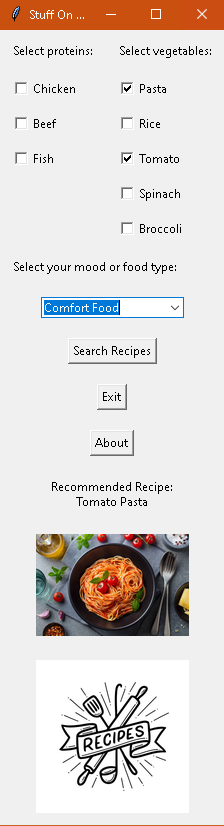 Stuff On ...
Select proteins:
Select vegetables:
Chicken
Pasta
Beef
Rice
Fish
Tomato
Spinach
Broccoli
Select your mood or food type:
Comfort Food
Search Recipes
Exit
About
Recommended Recipe:
Tomato Pasta
RECIPES